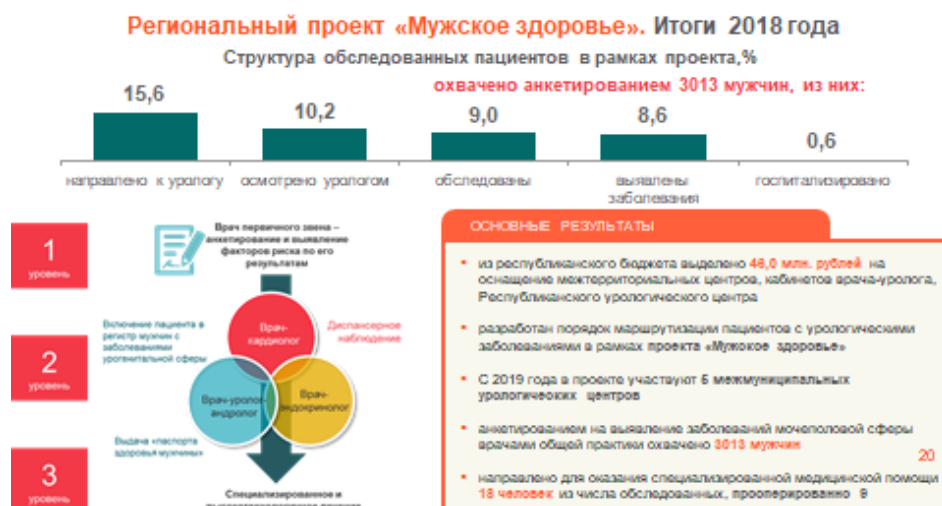 Региональный проект «Мужское здоровье». Итоги 2018 года
Структура обследованных пациентов в рамках проекта,%
охвачено анкетированием 3013 мужчин, из них:
15,6
10,2
9,0
8,6
0,6
направлено к урологу
осмотрено урологом
обследованы
выявлены
заболевания
госпитализировано
1
уровень
Врач первичного звена –
анкетирование и выявление
факторов риска по его
результатам
2
уровень
Включение пациента в
регистр мужчин с
заболеваниями
урогенитальной сферы
Врач-
кардиолог
Диспансерное
наблюдение
Врач-уролог-
андролог
Врач-
эндокринолог
Выдача «паспорта
здоровья мужчины»
3
уровень
Специализированное и
ОСНОВНЫЕ РЕЗУЛЬТАТЫ
из республиканского бюджета выделено 46,0 млн. рублей на
оснащение межтерриториальных центров, кабинетов врача-уролога,
Республиканского урологического центра
разработан порядок маршрутизации пациентов с урологическими
заболеваниями в рамках проекта «Мужское здоровье»
С 2019 года в проекте участвуют 5 межмуниципальных
урологических центров
анкетированием на выявление заболеваний мочеполовой сферы
врачами общей практики охвачено 3013 мужчин
20
направлено для оказания специализированной медицинской помощи
18 человек из числа обследованных, прооперированно 9